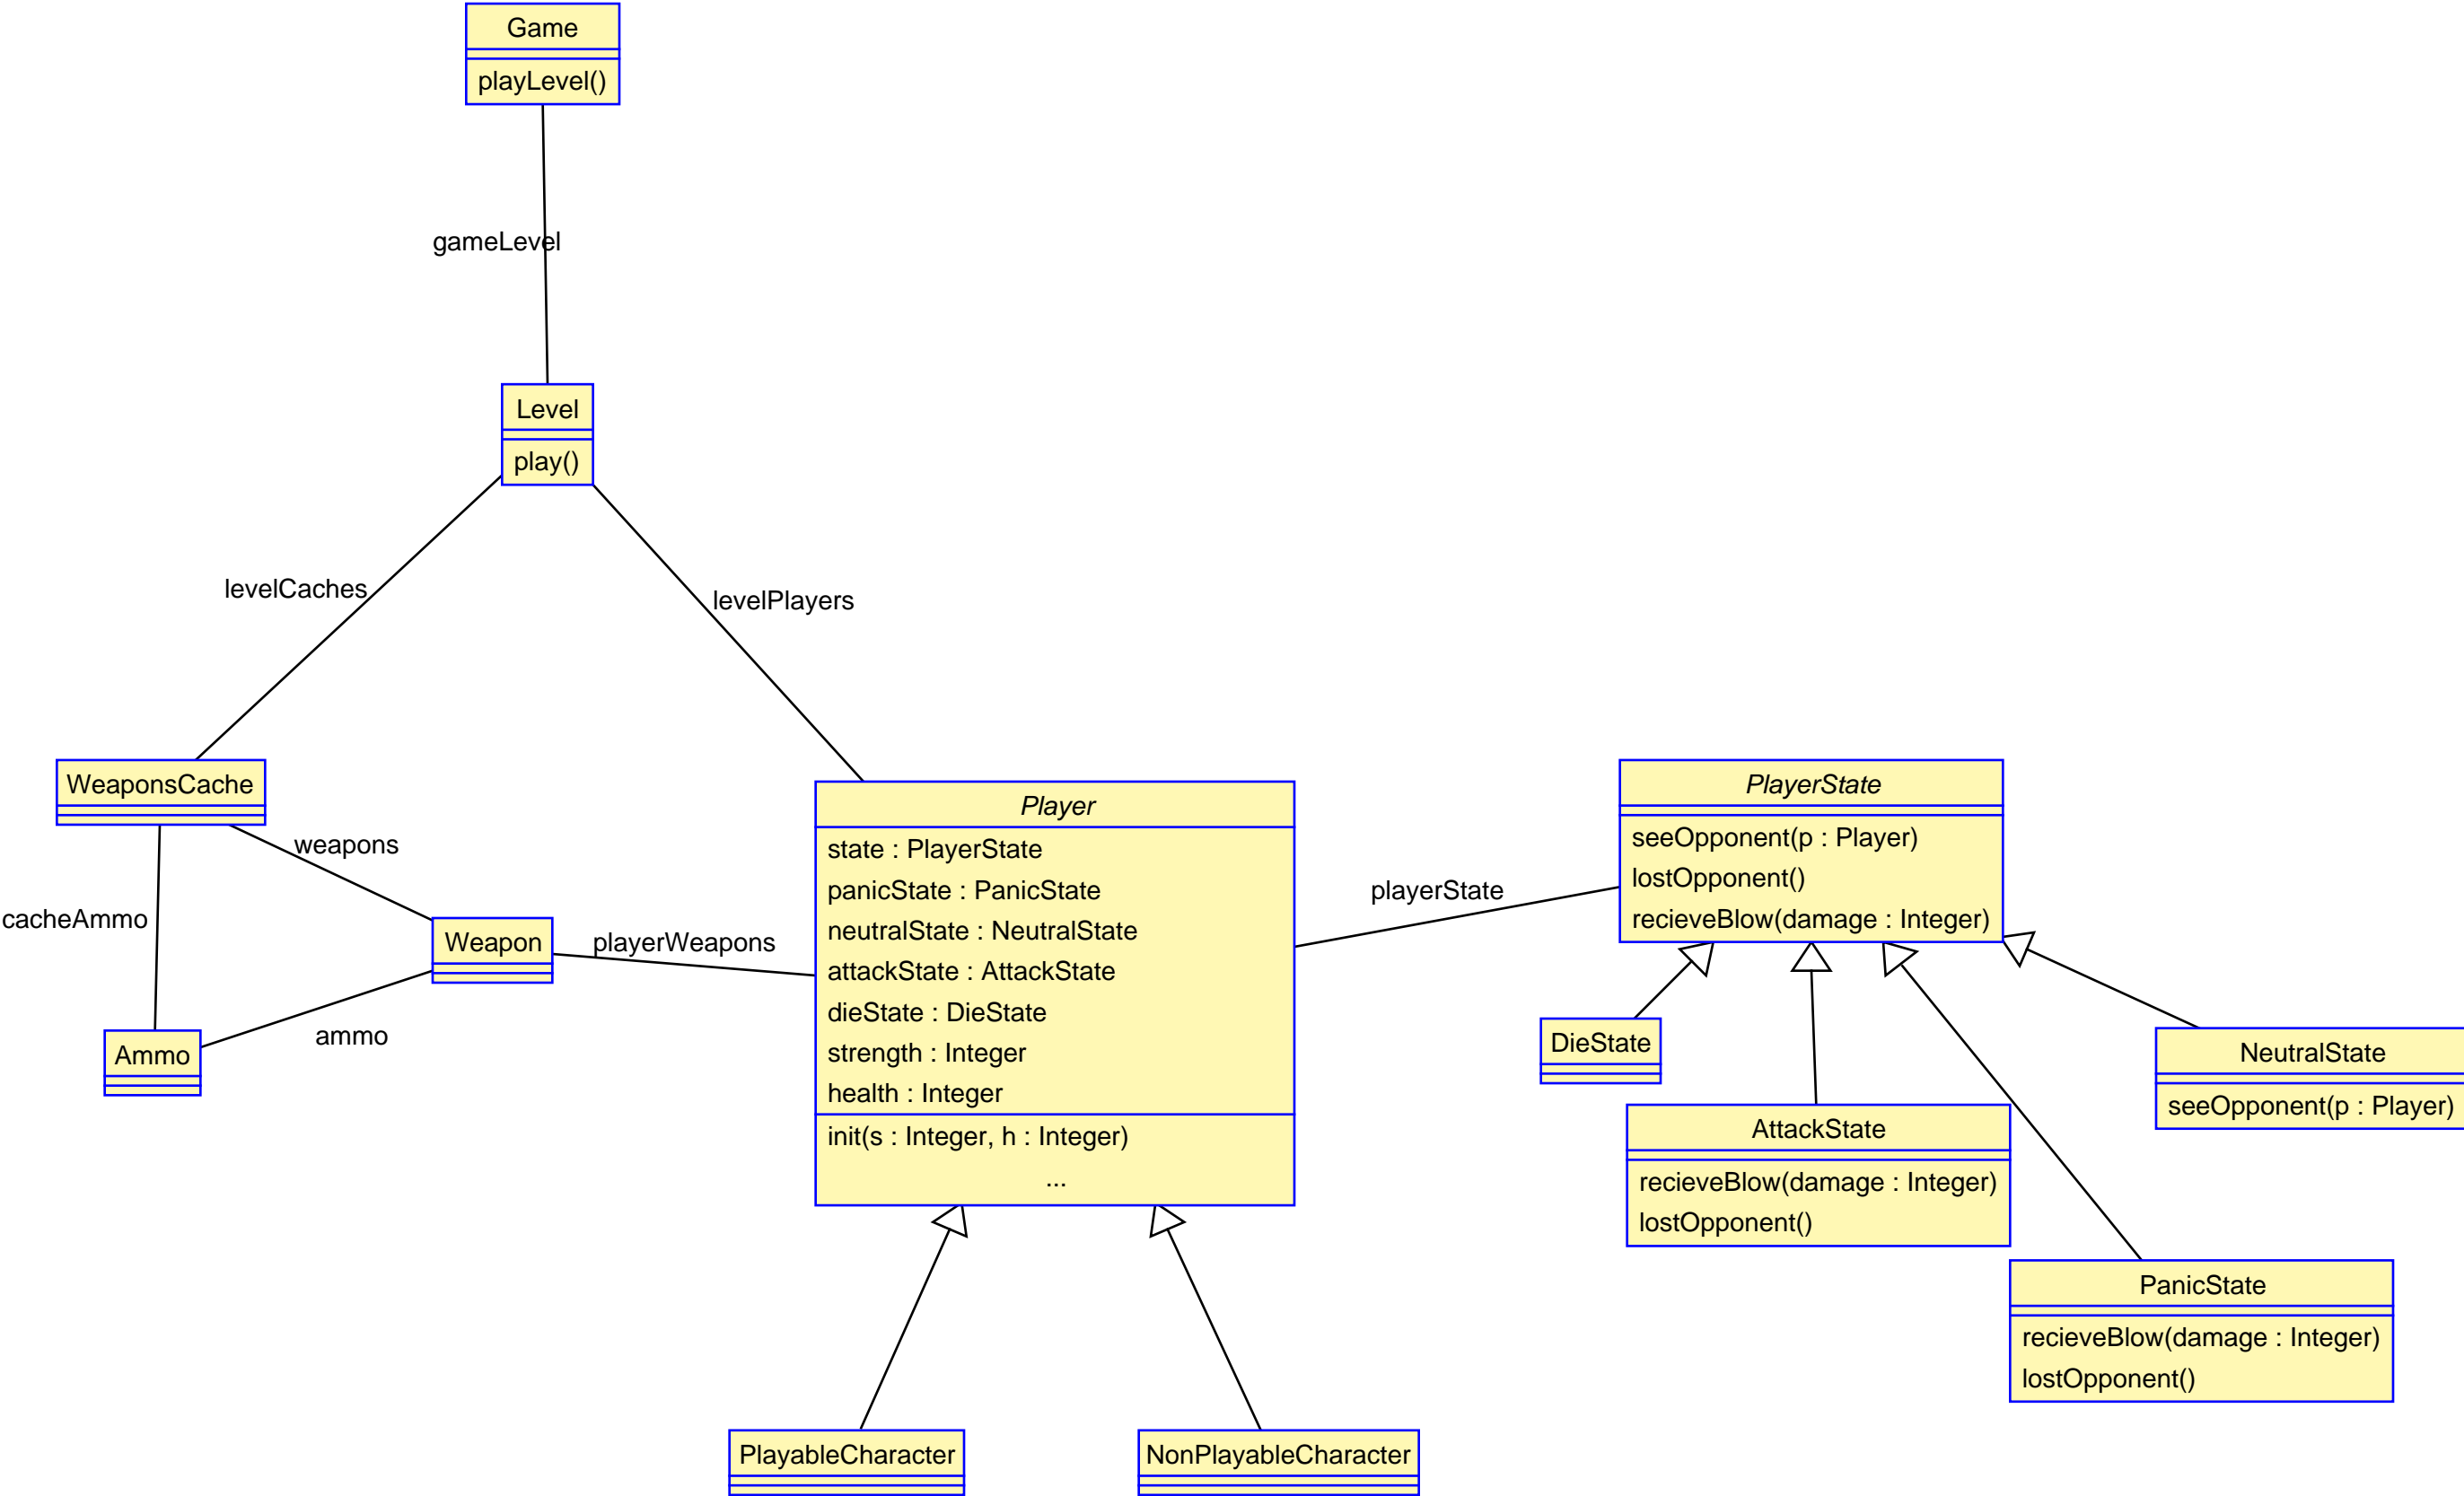 Game
playLevel()
gameLevel
Level
play()
levelCaches
levelPlayers
WeaponsCache
weapons
cacheAmmo
Weapon
playerWeapons
Ammo
ammo
Player
state : PlayerState
panicState : PanicState
neutralState : NeutralState
attackState : AttackState
dieState : DieState
strength : Integer
health : Integer
init(s : Integer, h : Integer)
...
playerState
PlayerState
seeOpponent(p : Player)
lostOpponent()
recieveBlow(damage : Integer)
DieState
NeutralState
seeOpponent(p : Player)
AttackState
recieveBlow(damage : Integer)
lostOpponent()
PanicState
recieveBlow(damage : Integer)
lostOpponent()
PlayableCharacter
NonPlayableCharacter